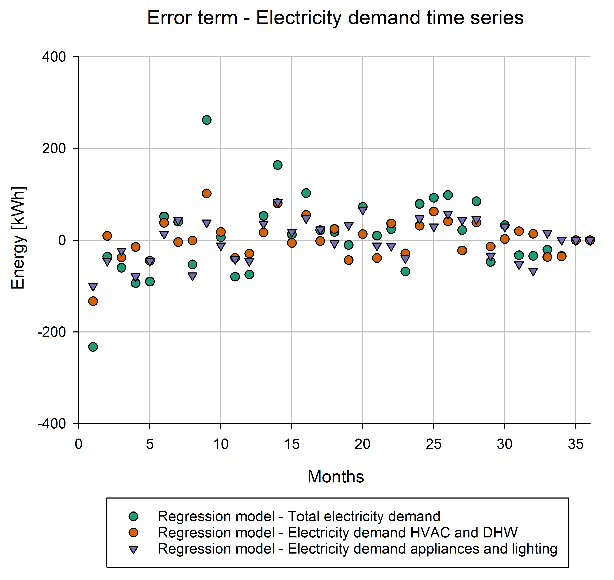 Error term - Electricity demand time series
400
200
0
-200
-400
Energy [kWh]
0 5 10 15 20 25 30 35
Months
Regression model - Total electricity demand
Regression model - Electricity demand HVAC and DHW
Regression model - Electricity demand appliances and lighting